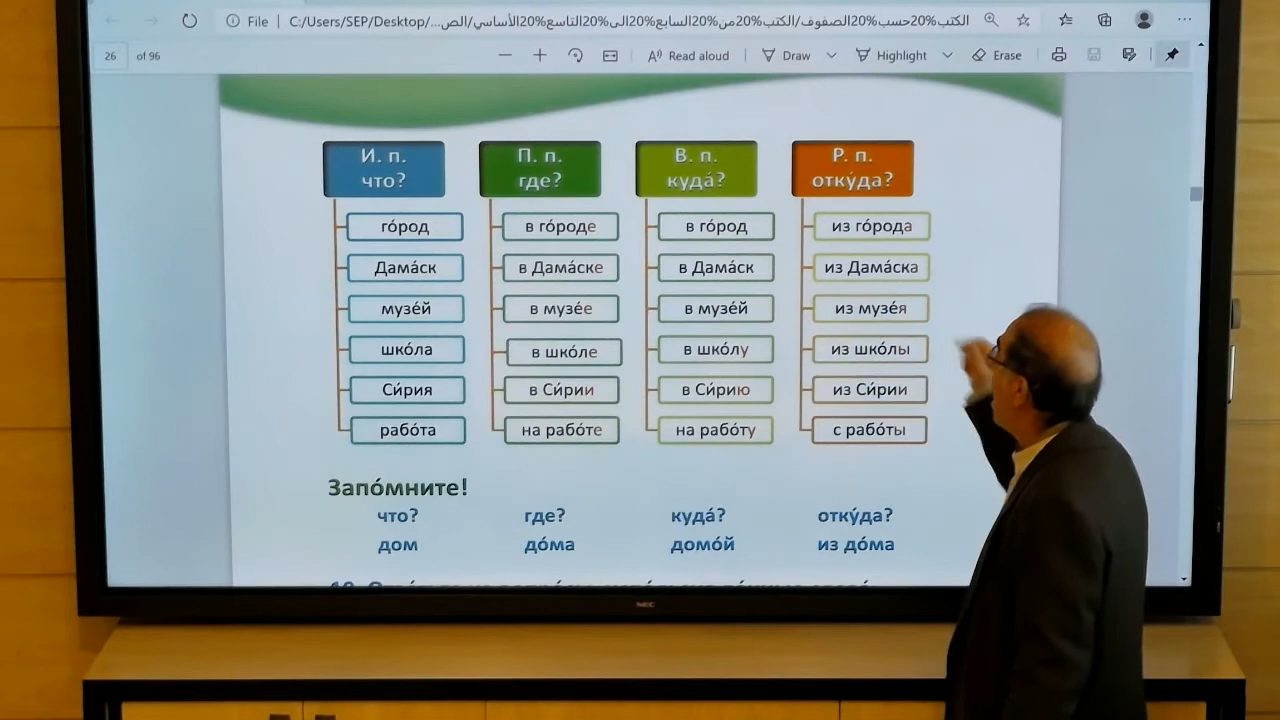 File
C:/Users/SEP/Desktop/...الكتب%20حسب%20الصفوف/الكتب%20من%20السابع%20الى%20التاسع%20الأساسي/الص
26 of 96
Read aloud
Draw
Highlight
Erase
И. п.
что?
П. п.
где?
В. п.
куда́?
Р. п.
отку́да?
го́род
в го́роде
в го́род
из го́рода
Дама́ск
в Дама́ске
в Дама́ск
из Дама́ска
музе́й
в музе́е
в музе́й
из музе́я
шко́ла
в шко́ле
в шко́лу
из шко́лы
Си́рия
в Си́рии
в Си́рию
из Си́рии
рабо́та
на рабо́те
на рабо́ту
с рабо́ты
Запо́мните!
что? где? куда́? отку́да?
дом до́ма домо́й из до́ма
NEC